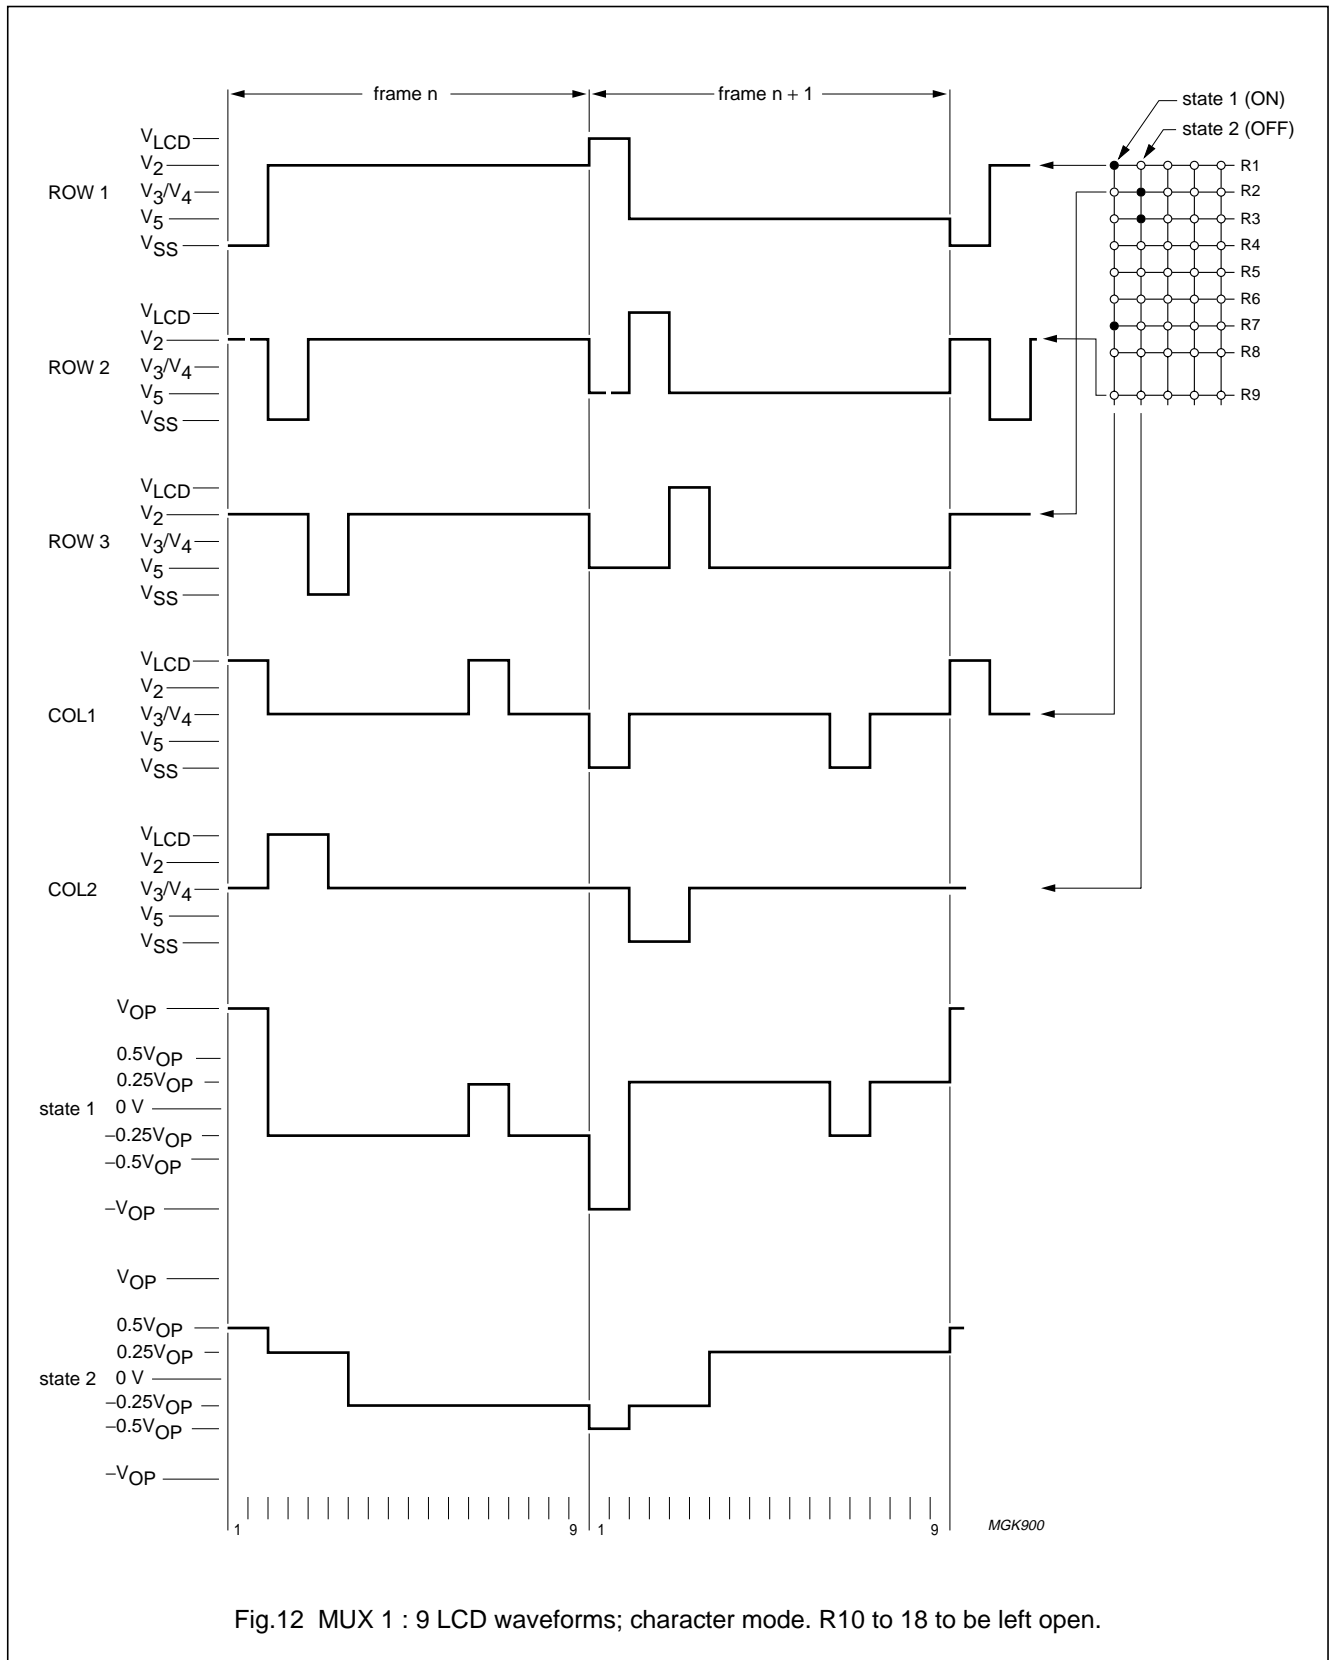 frame n
frame n + 1
state 1 (ON)
state 2 (OFF)
ROW 1
VLCD
V2
V3/V4
V5
VSS
R1
R2
R3
R4
R5
R6
R7
R8
R9
ROW 2
VLCD
V2
V3/V4
V5
VSS
ROW 3
VLCD
V2
V3/V4
V5
VSS
COL1
VLCD
V2
V3/V4
V5
VSS
COL2
VLCD
V2
V3/V4
V5
VSS
state 1
VOP
0.5VOP
0.25VOP
0 V
−0.25VOP
−0.5VOP
−VOP
state 2
VOP
0.5VOP
0.25VOP
0 V
−0.25VOP
−0.5VOP
−VOP
1 9 1 9
MGK900
Fig.12 MUX 1 : 9 LCD waveforms; character mode. R10 to 18 to be left open.